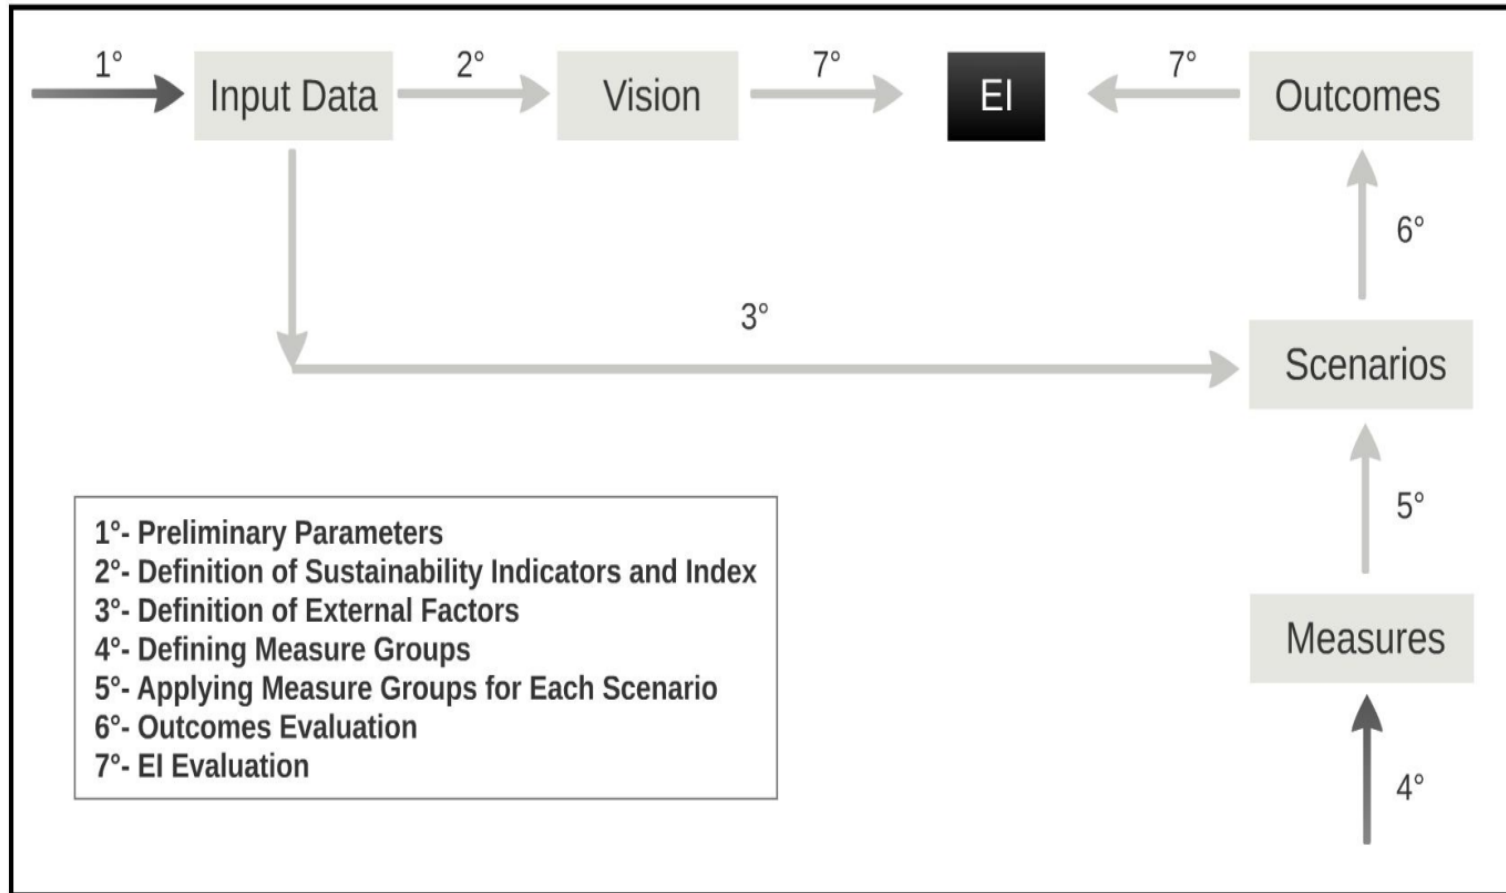 1°
Input Data
2°
Vision
7°
EI
7°
Outcomes
6°
3°
Scenarios
5°
Measures
4°
1°- Preliminary Parameters
2°- Definition of Sustainability Indicators and Index
3°- Definition of External Factors
4°- Defining Measure Groups
5°- Applying Measure Groups for Each Scenario
6°- Outcomes Evaluation
7°- EI Evaluation